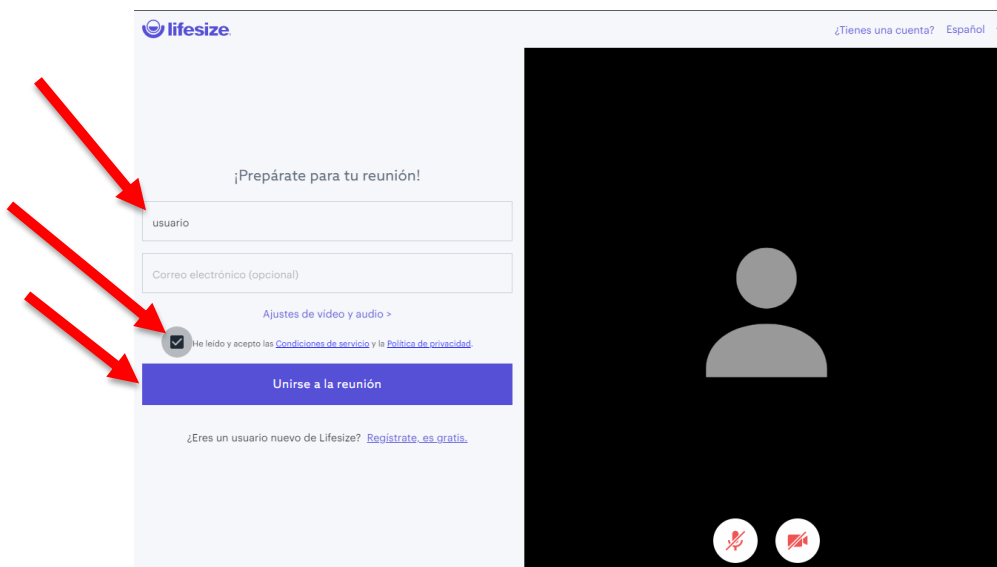 lifesize
¿Tienes una cuenta? Español
¡Prepárate para tu reunión!
usuario
Correo electrónico (opcional)
Ajustes de vídeo y audio >
He leído y acepto las Condiciones de servicio y la Política de privacidad.
Unirse a la reunión
¿Eres un usuario nuevo de Lifesize? Regístrate, es gratis.